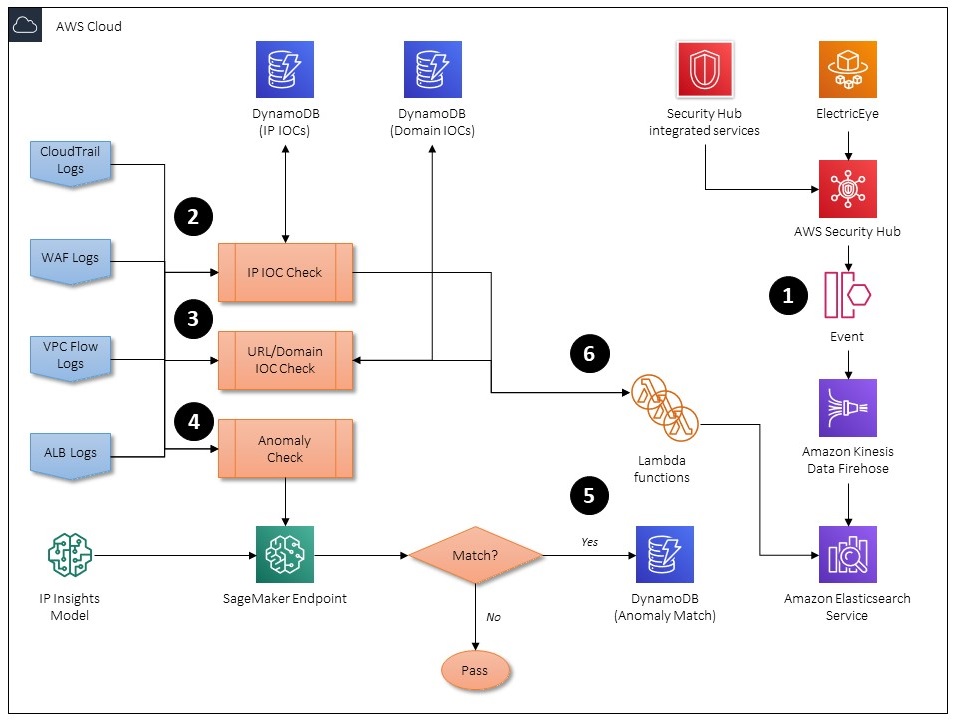 AWS Cloud
DynamoDB
(IP IOCs)
DynamoDB
(Domain IOCs)
Security Hub
integrated services
ElectricEye
CloudTrail
Logs
2
AWS Security Hub
WAF Logs
IP IOC Check
1
Event
3
VPC Flow
Logs
URL/Domain
IOC Check
6
4
ALB Logs
Anomaly
Check
Lambda
functions
Amazon Kinesis
Data Firehose
5
Match?
Yes
IP Insights
Model
SageMaker Endpoint
No
DynamoDB
(Anomaly Match)
Amazon Elasticsearch
Service
Pass